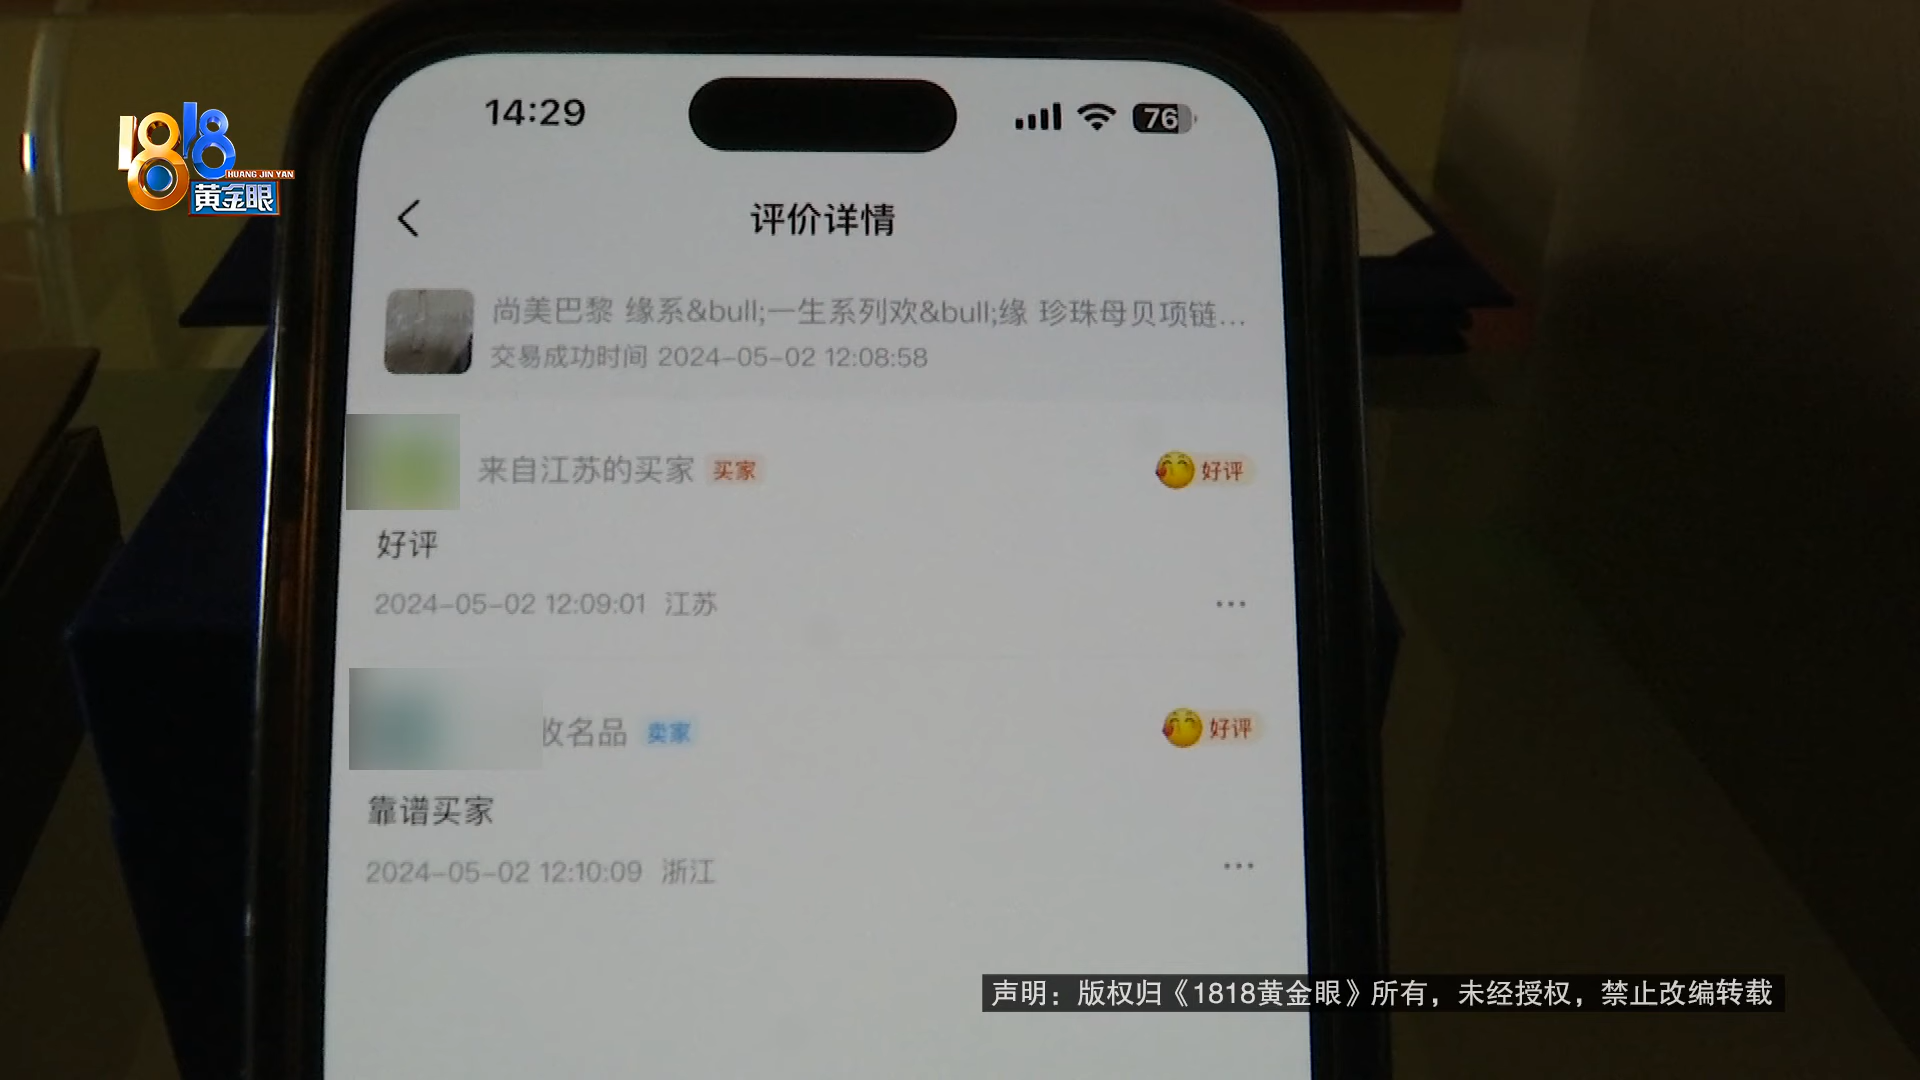 1818
HUANG JIN YAN
黄金眼
14:29
76
评价详情
尚美巴黎 缘系&bull;一生系列欢&bull;缘 珍珠母贝项链...
交易成功时间 2024-05-02 12:08:58
来自江苏的买家 买家 好评
好评
2024-05-02 12:09:01 江苏
收名品 卖家 好评
靠谱买家
2024-05-02 12:10:09 浙江
声明：版权归《1818黄金眼》所有，未经授权，禁止改编转载